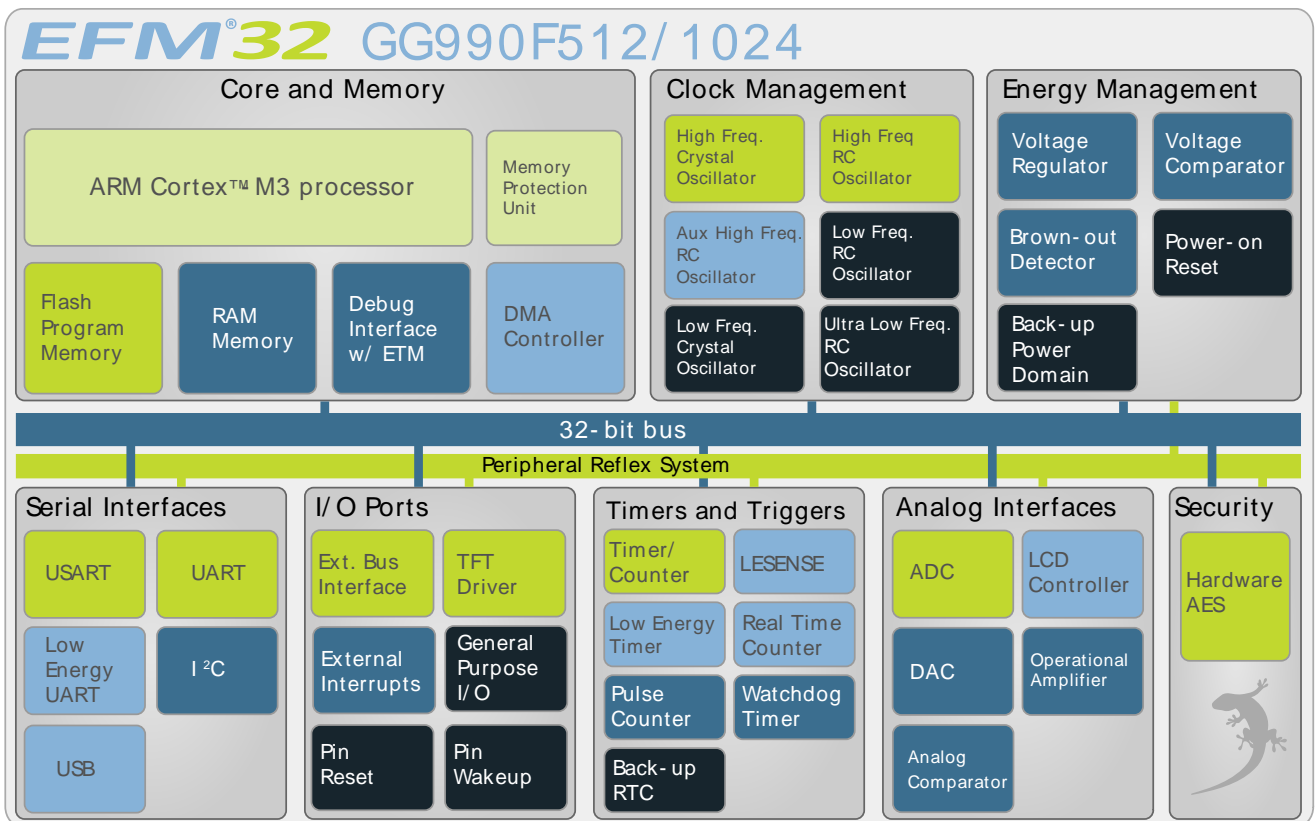 EFM®32 GG990F512/1024
Core and Memory
ARM Cortex™ M3 processor
Memory
Protection
Unit
Flash
Program
Memory
RAM
Memory
Debug
Interface
w/ ETM
DMA
Controller
Clock Management
High Freq.
Crystal
Oscillator
High Freq
RC
Oscillator
Aux High Freq.
RC
Oscillator
Low Freq.
RC
Oscillator
Low Freq.
Crystal
Oscillator
Ultra Low Freq.
RC
Oscillator
Energy Management
Voltage
Regulator
Voltage
Comparator
Brown-out
Detector
Power-on
Reset
Back-up
Power
Domain
32-bit bus
Peripheral Reflex System
Serial Interfaces
USART
UART
Low
Energy
UART
I²C
USB
I/O Ports
Ext. Bus
Interface
TFT
Driver
External
Interrupts
General
Purpose
I/O
Pin
Reset
Pin
Wakeup
Timers and Triggers
Timer/
Counter
LESENSE
Low Energy
Timer
Real Time
Counter
Pulse
Counter
Watchdog
Timer
Back-up
RTC
Analog Interfaces
ADC
LCD
Controller
DAC
Operational
Amplifier
Analog
Comparator
Security
Hardware
AES